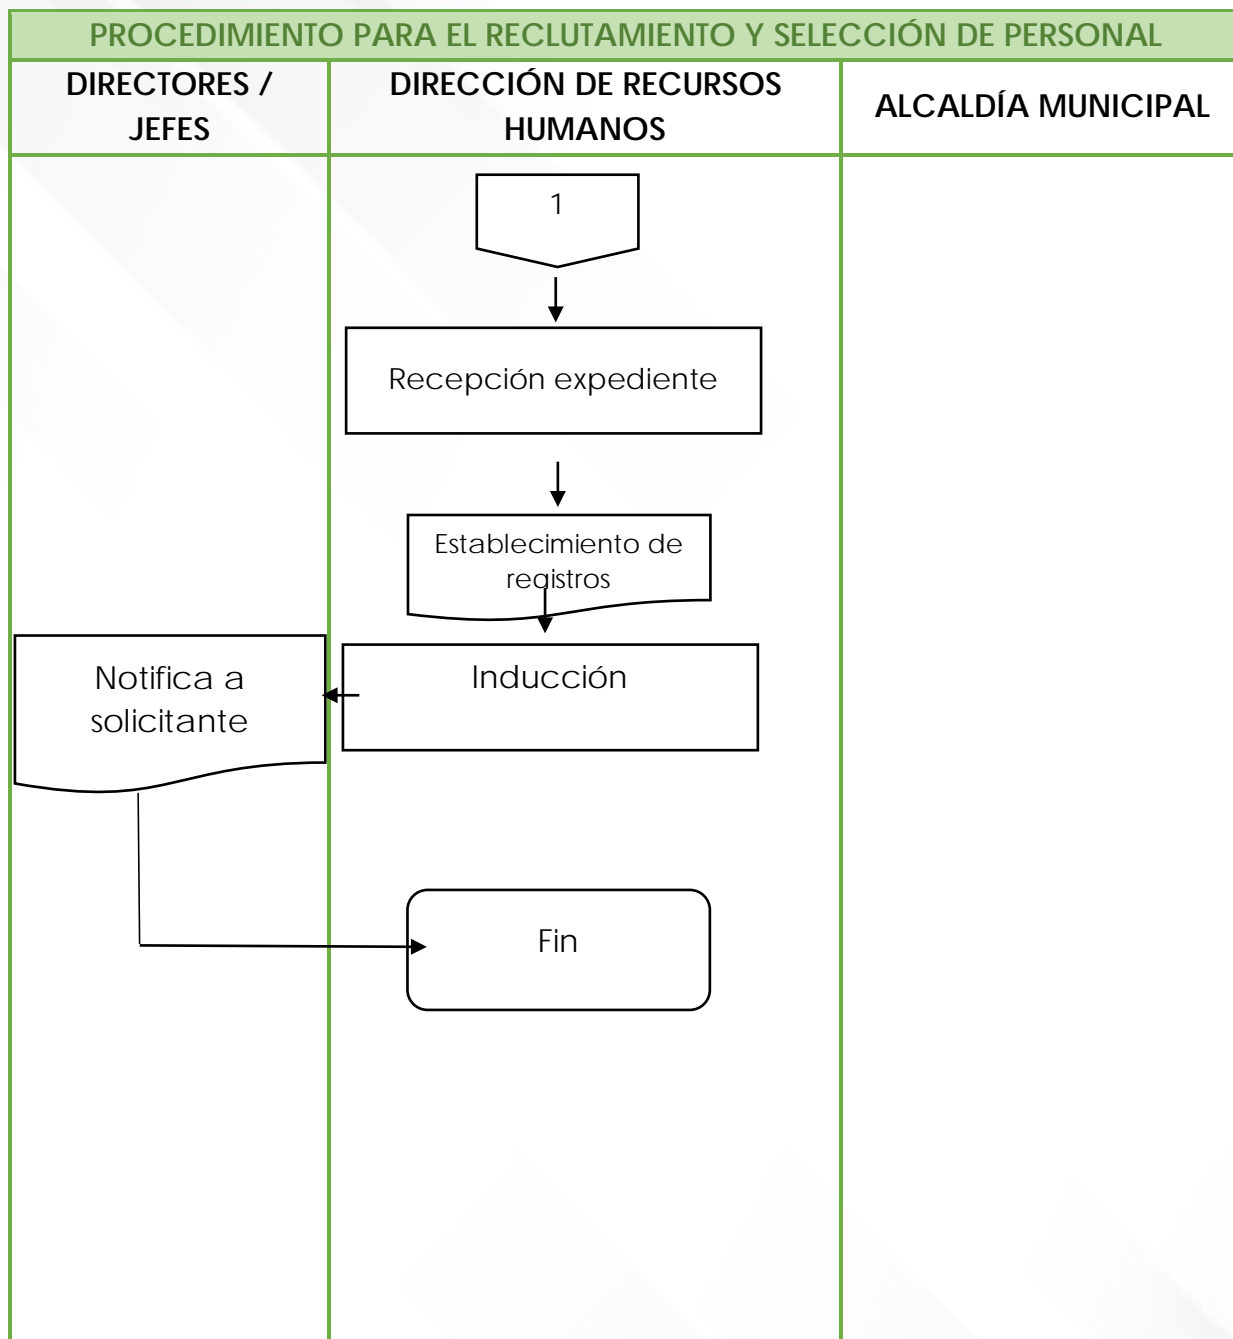 PROCEDIMIENTO PARA EL RECLUTAMIENTO Y SELECCIÓN DE PERSONAL
DIRECTORES /
JEFES
DIRECCIÓN DE RECURSOS
HUMANOS
ALCALDÍA MUNICIPAL
1
Recepción expediente
Establecimiento de
registros
Notifica a
solicitante
Inducción
Fin